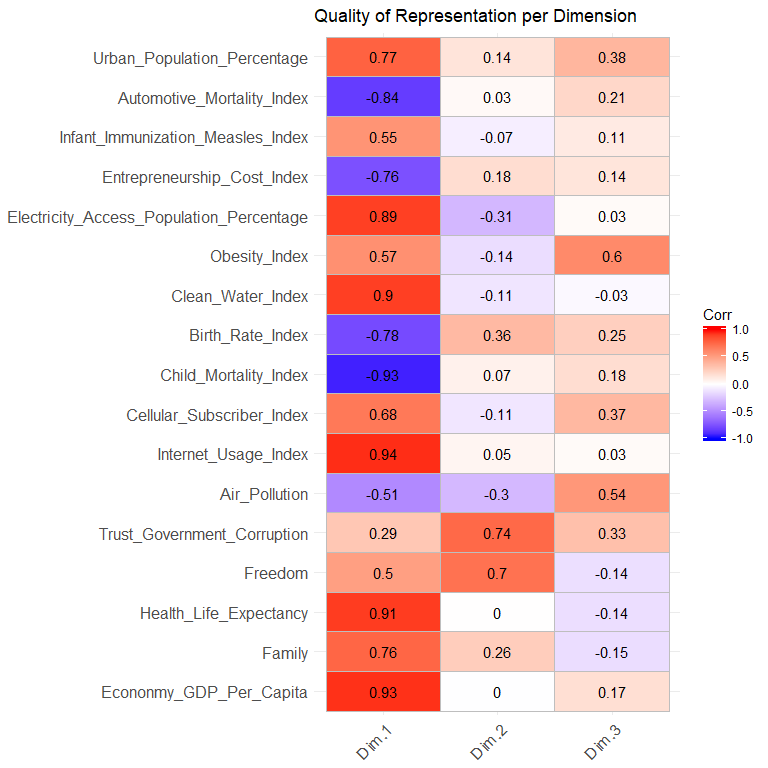 Quality of Representation per Dimension
Urban_Population_Percentage 0.77 0.14 0.38
Automotive_Mortality_Index -0.84 0.03 0.21
Infant_Immunization_Measles_Index 0.55 -0.07 0.11
Entrepreneurship_Cost_Index -0.76 0.18 0.14
Electricity_Access_Population_Percentage 0.89 -0.31 0.03
Obesity_Index 0.57 -0.14 0.6
Clean_Water_Index 0.9 -0.11 -0.03
Birth_Rate_Index -0.78 0.36 0.25
Child_Mortality_Index -0.93 0.07 0.18
Cellular_Subscriber_Index 0.68 -0.11 0.37
Internet_Usage_Index 0.94 0.05 0.03
Air_Pollution -0.51 -0.3 0.54
Trust_Government_Corruption 0.29 0.74 0.33
Freedom 0.5 0.7 -0.14
Health_Life_Expectancy 0.91 0 -0.14
Family 0.76 0.26 -0.15
Econonmy_GDP_Per_Capita 0.93 0 0.17
Dim.1 Dim.2 Dim.3
Corr
1.0
0.5
0.0
-0.5
-1.0